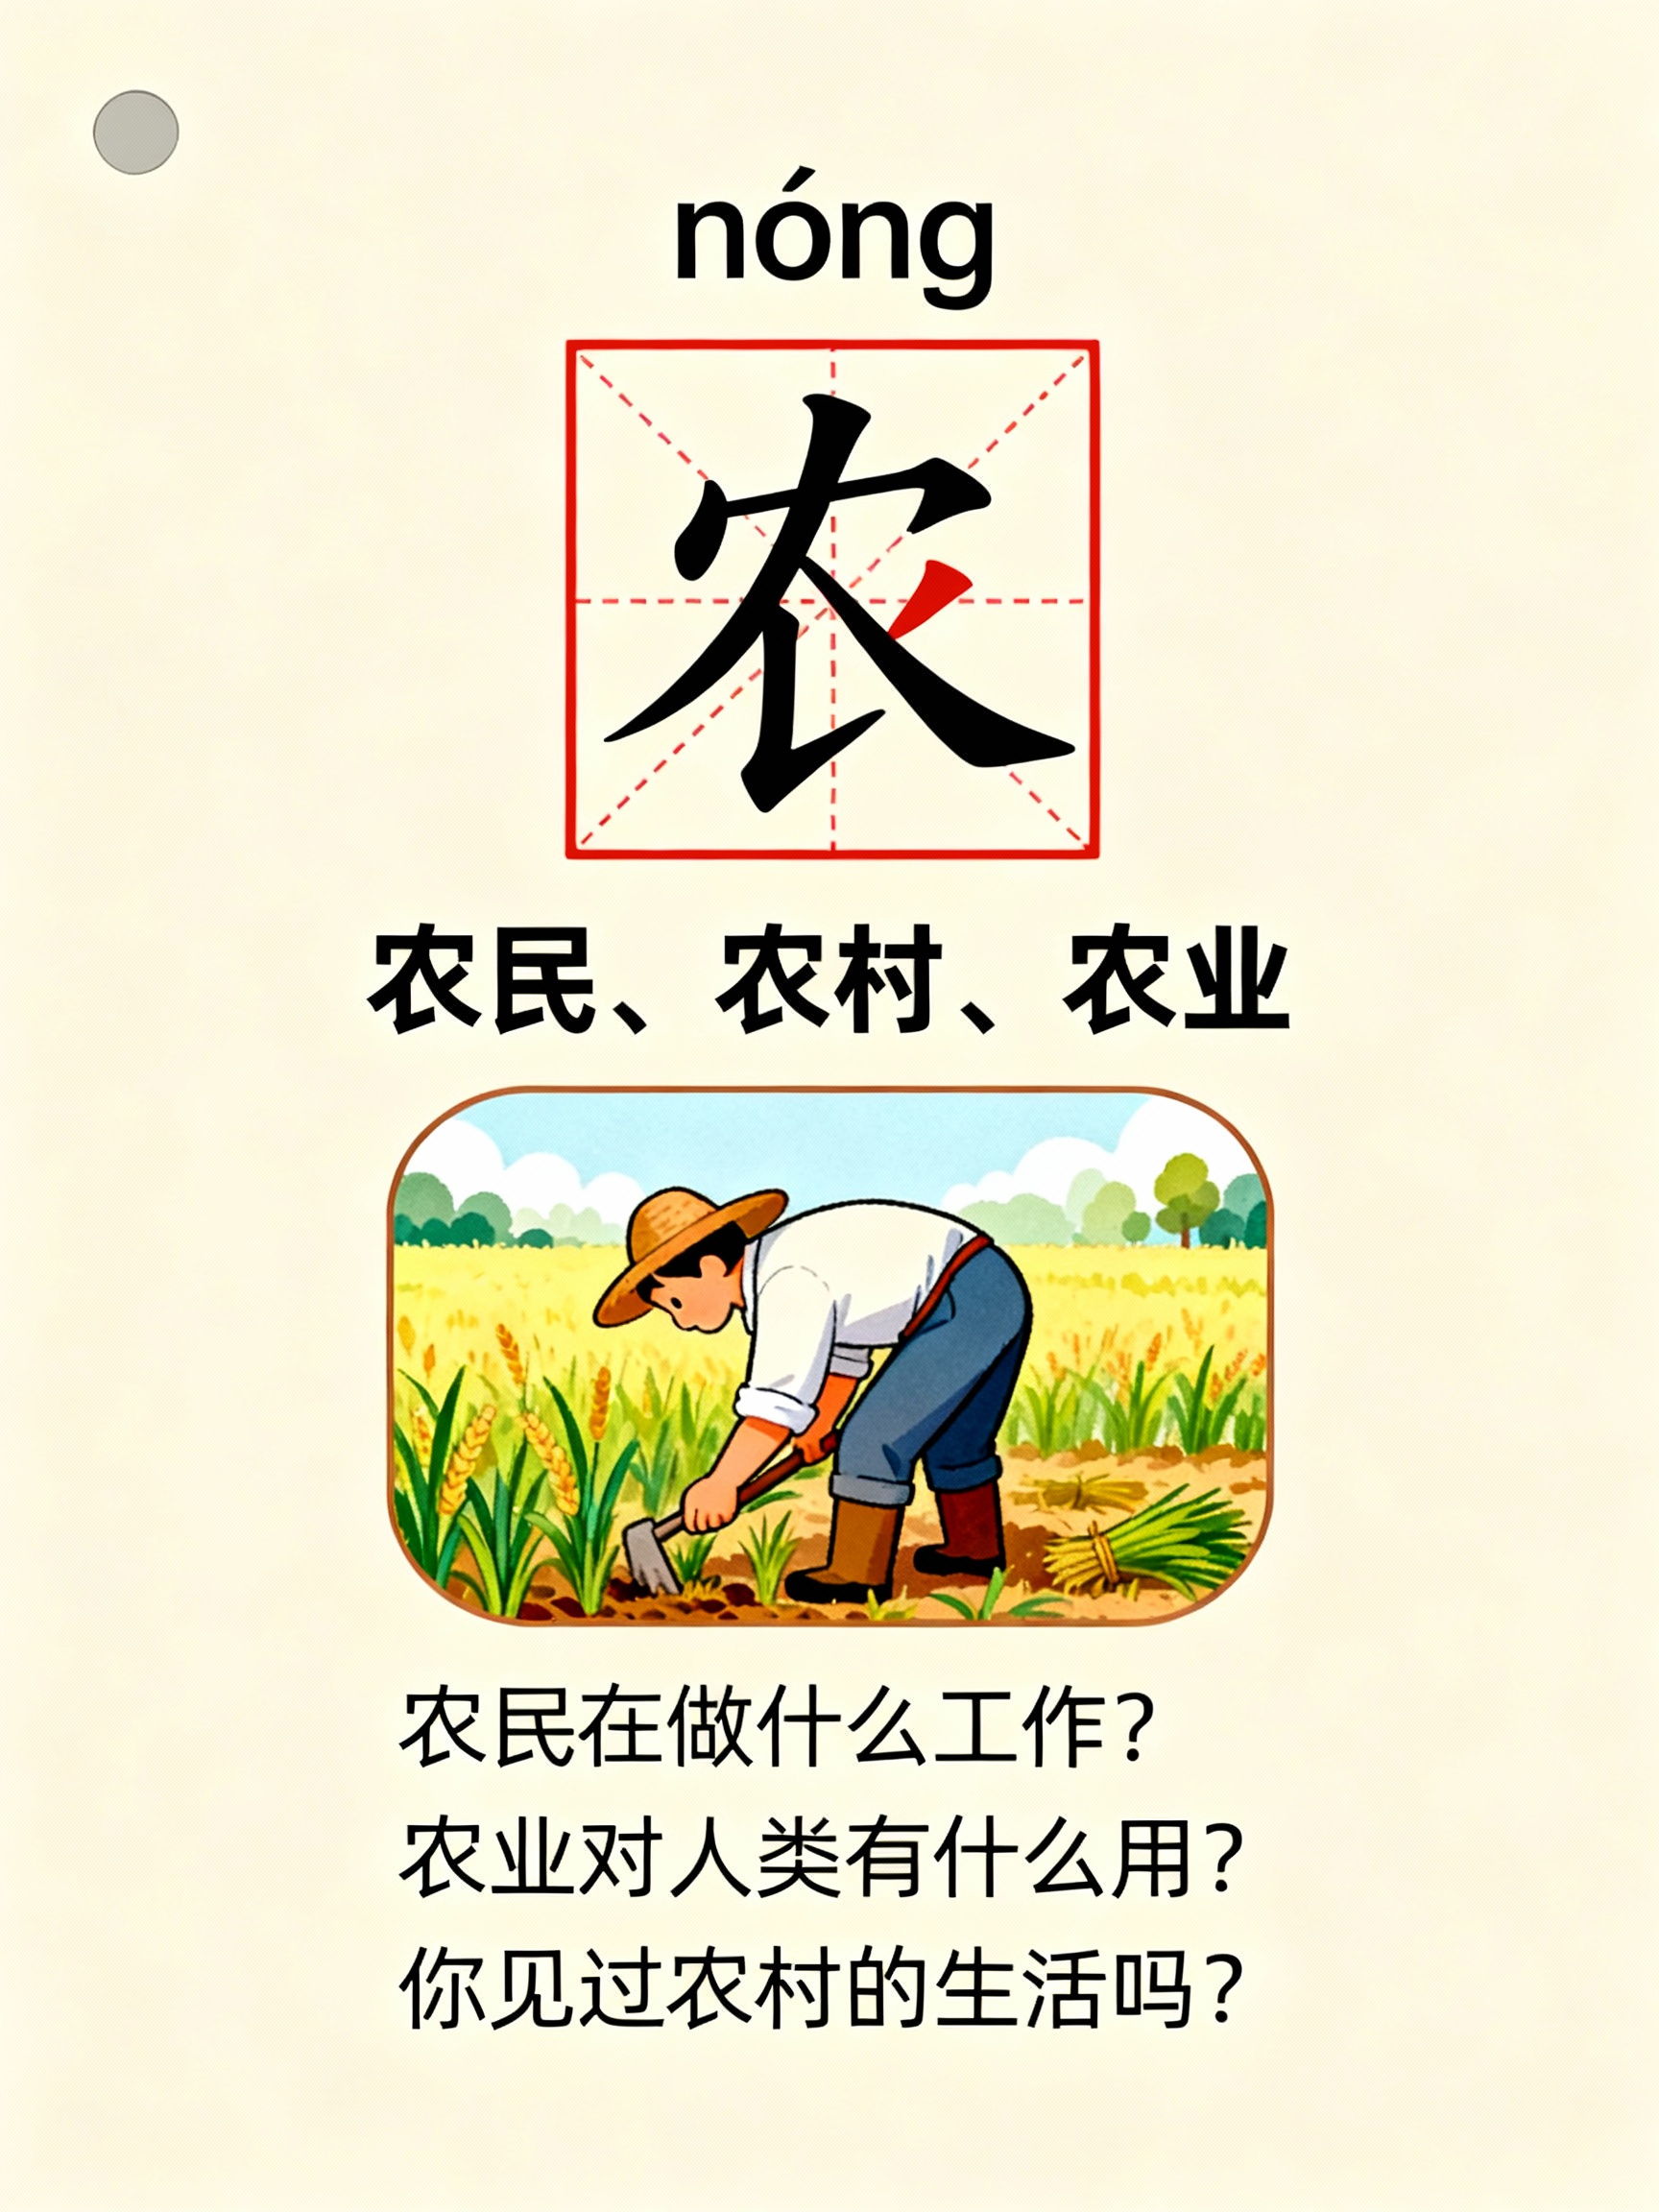 nóng
农
农民、农村、农业
农民在做什么工作？
农业对人类有什么用？
你见过农村的生活吗？